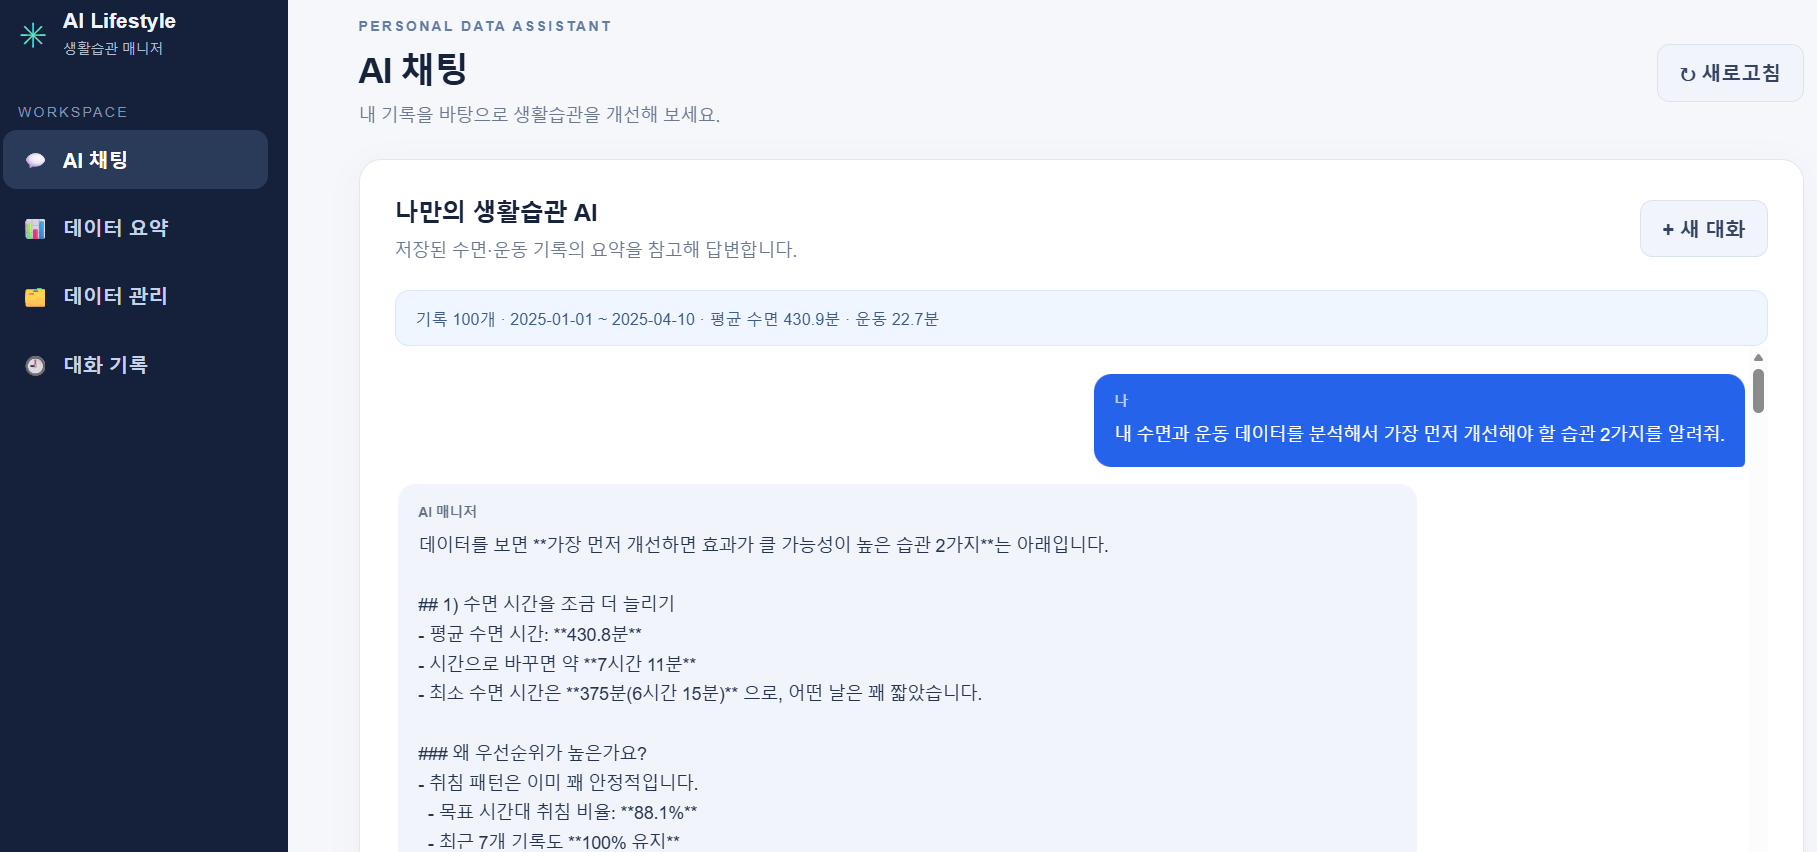 AI Lifestyle
생활습관 매니저
WORKSPACE
AI 채팅
데이터 요약
데이터 관리
대화 기록
PERSONAL DATA ASSISTANT
AI 채팅
내 기록을 바탕으로 생활습관을 개선해 보세요.
↻ 새로고침
나만의 생활습관 AI
저장된 수면·운동 기록의 요약을 참고해 답변합니다.
+ 새 대화
기록 100개 · 2025-01-01 ~ 2025-04-10 · 평균 수면 430.9분 · 운동 22.7분
나
내 수면과 운동 데이터를 분석해서 가장 먼저 개선해야 할 습관 2가지를 알려줘.
AI 매니저
데이터를 보면 **가장 먼저 개선하면 효과가 클 가능성이 높은 습관 2가지**는 아래입니다.
## 1) 수면 시간을 조금 더 늘리기
- 평균 수면 시간: **430.8분**
- 시간으로 바꾸면 약 **7시간 11분**
- 최소 수면 시간은 **375분(6시간 15분)** 으로, 어떤 날은 꽤 짧았습니다.
### 왜 우선순위가 높은가요?
- 취침 패턴은 이미 꽤 안정적입니다.
- 목표 시간대 취침 비율: **88.1%**
- 최근 7개 기록도 **100% 유지**